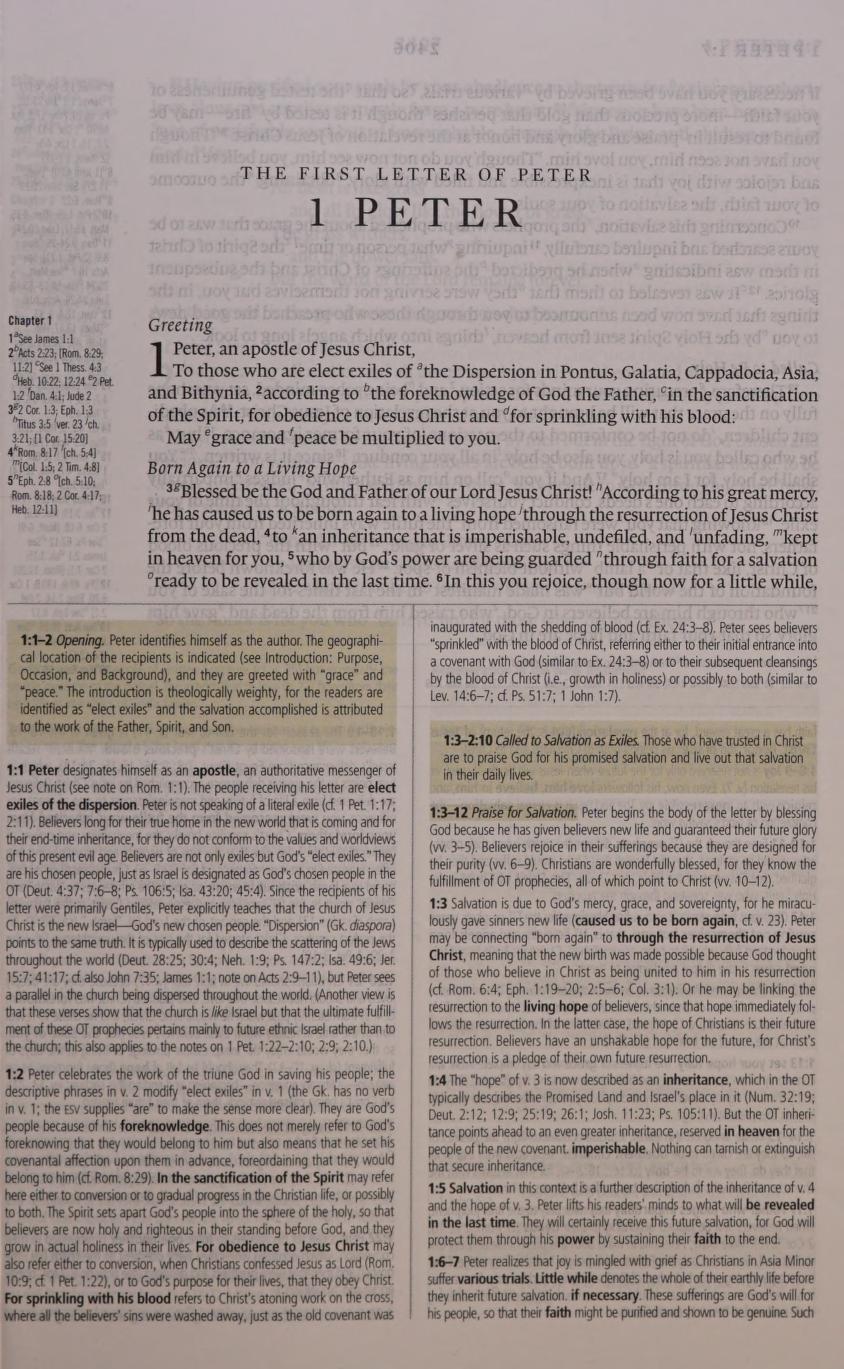 THE FIRST LETTER OF PETER
1 PETER
Chapter 1
1 aSee James 1:1
2 bActs 2:23; [Rom. 8:29;
11:2] cSee 1 Thess. 4:3
dHeb. 10:22; 12:24 e2 Pet.
1:2 fDan. 4:1; Jude 2
3 g2 Cor. 1:3; Eph. 1:3
hTitus 3:5 iver. 23 jch.
3:21; [1 Cor. 15:20]
4 kRom. 8:17 l[ch. 5:4]
m[Col. 1:5; 2 Tim. 4:8]
5 nEph. 2:8 o[ch. 5:10;
Rom. 8:18; 2 Cor. 4:17;
Heb. 12:11]
Greeting
1 Peter, an apostle of Jesus Christ,
To those who are elect exiles of athe Dispersion in Pontus, Galatia, Cappadocia, Asia,
and Bithynia, 2according to bthe foreknowledge of God the Father, cin the sanctification
of the Spirit, for obedience to Jesus Christ and dfor sprinkling with his blood:
May egrace and fpeace be multiplied to you.
Born Again to a Living Hope
3gBlessed be the God and Father of our Lord Jesus Christ! hAccording to his great mercy,
ihe has caused us to be born again to a living hope jthrough the resurrection of Jesus Christ
from the dead, 4to kan inheritance that is imperishable, undefiled, and lunfading, mkept
in heaven for you, 5who by God's power are being guarded nthrough faith for a salvation
oready to be revealed in the last time. 6In this you rejoice, though now for a little while,
1:1–2 Opening. Peter identifies himself as the author. The geographi-
cal location of the recipients is indicated (see Introduction: Purpose,
Occasion, and Background), and they are greeted with "grace" and
"peace." The introduction is theologically weighty, for the readers are
identified as "elect exiles" and the salvation accomplished is attributed
to the work of the Father, Spirit, and Son.
1:1 Peter designates himself as an apostle, an authoritative messenger of
Jesus Christ (see note on Rom. 1:1). The people receiving his letter are elect
exiles of the dispersion. Peter is not speaking of a literal exile (cf. 1 Pet. 1:17;
2:11). Believers long for their true home in the new world that is coming and for
their end-time inheritance, for they do not conform to the values and worldviews
of this present evil age. Believers are not only exiles but God's "elect exiles." They
are his chosen people, just as Israel is designated as God's chosen people in the
OT (Deut. 4:37; 7:6–8; Ps. 106:5; Isa. 43:20; 45:4). Since the recipients of his
letter were primarily Gentiles, Peter explicitly teaches that the church of Jesus
Christ is the new Israel—God's new chosen people. "Dispersion" (Gk. diaspora)
points to the same truth. It is typically used to describe the scattering of the Jews
throughout the world (Deut. 28:25; 30:4; Neh. 1:9; Ps. 147:2; Isa. 49:6; Jer.
15:7; 41:17; cf. also John 7:35; James 1:1; note on Acts 2:9–11), but Peter sees
a parallel in the church being dispersed throughout the world. (Another view is
that these verses show that the church is like Israel but that the ultimate fulfill-
ment of these OT prophecies pertains mainly to future ethnic Israel rather than to
the church; this also applies to the notes on 1 Pet. 1:22–2:10; 2:9; 2:10.)
1:2 Peter celebrates the work of the triune God in saving his people; the
descriptive phrases in v. 2 modify "elect exiles" in v. 1 (the Gk. has no verb
in v. 1; the ESV supplies "are" to make the sense more clear). They are God's
people because of his foreknowledge. This does not merely refer to God's
foreknowing that they would belong to him but also means that he set his
covenantal affection upon them in advance, foreordaining that they would
belong to him (cf. Rom. 8:29). In the sanctification of the Spirit may refer
here either to conversion or to gradual progress in the Christian life, or possibly
to both. The Spirit sets apart God's people into the sphere of the holy, so that
believers are now holy and righteous in their standing before God, and they
grow in actual holiness in their lives. For obedience to Jesus Christ may
also refer either to conversion, when Christians confessed Jesus as Lord (Rom.
10:9; cf. 1 Pet. 1:22), or to God's purpose for their lives, that they obey Christ.
For sprinkling with his blood refers to Christ's atoning work on the cross,
where all the believers' sins were washed away, just as the old covenant was
inaugurated with the shedding of blood (cf. Ex. 24:3–8). Peter sees believers
"sprinkled" with the blood of Christ, referring either to their initial entrance into
a covenant with God (similar to Ex. 24:3–8) or to their subsequent cleansings
by the blood of Christ (i.e., growth in holiness) or possibly to both (similar to
Lev. 14:6–7; cf. Ps. 51:7; 1 John 1:7).
1:3–2:10 Called to Salvation as Exiles. Those who have trusted in Christ
are to praise God for his promised salvation and live out that salvation
in their daily lives.
1:3–12 Praise for Salvation. Peter begins the body of the letter by blessing
God because he has given believers new life and guaranteed their future glory
(vv. 3–5). Believers rejoice in their sufferings because they are designed for
their purity (vv. 6–9). Christians are wonderfully blessed, for they know the
fulfillment of OT prophecies, all of which point to Christ (vv. 10–12).
1:3 Salvation is due to God's mercy, grace, and sovereignty, for he miracu-
lously gave sinners new life (caused us to be born again, cf. v. 23). Peter
may be connecting "born again" to through the resurrection of Jesus
Christ, meaning that the new birth was made possible because God thought
of those who believe in Christ as being united to him in his resurrection
(cf. Rom. 6:4; Eph. 1:19–20; 2:5–6; Col. 3:1). Or he may be linking the
resurrection to the living hope of believers, since that hope immediately fol-
lows the resurrection. In the latter case, the hope of Christians is their future
resurrection. Believers have an unshakable hope for the future, for Christ's
resurrection is a pledge of their own future resurrection.
1:4 The "hope" of v. 3 is now described as an inheritance, which in the OT
typically describes the Promised Land and Israel's place in it (Num. 32:19;
Deut. 2:12; 12:9; 25:19; 26:1; Josh. 11:23; Ps. 105:11). But the OT inheri-
tance points ahead to an even greater inheritance, reserved in heaven for the
people of the new covenant. imperishable. Nothing can tarnish or extinguish
that secure inheritance.
1:5 Salvation in this context is a further description of the inheritance of v. 4
and the hope of v. 3. Peter lifts his readers' minds to what will be revealed
in the last time. They will certainly receive this future salvation, for God will
protect them through his power by sustaining their faith to the end.
1:6–7 Peter realizes that joy is mingled with grief as Christians in Asia Minor
suffer various trials. Little while denotes the whole of their earthly life before
they inherit future salvation. if necessary. These sufferings are God's will for
his people, so that their faith might be purified and shown to be genuine. Such